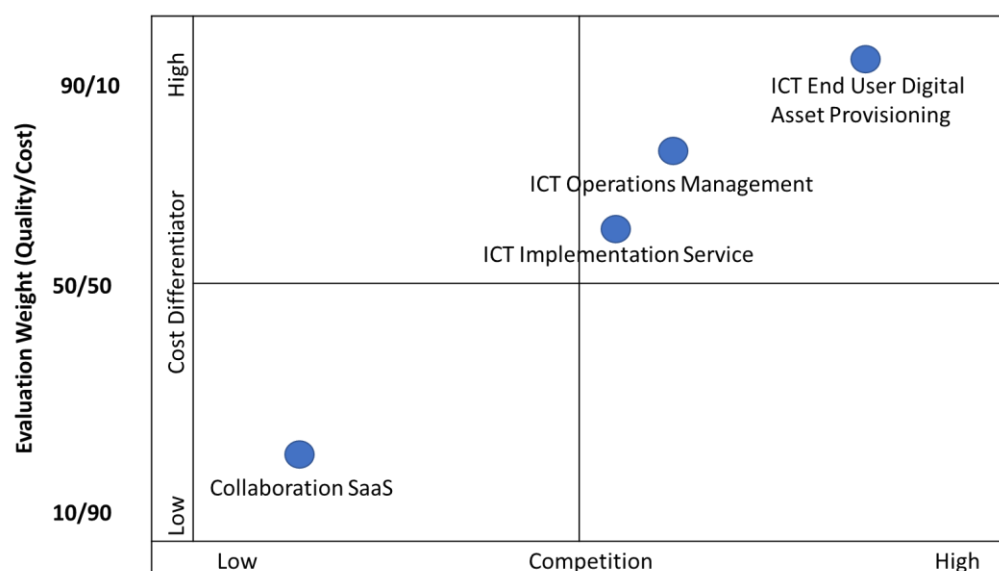 Evaluation Weight (Quality/Cost)
90/10
50/50
10/90
High
Cost Differentiator
Low
ICT End User Digital
Asset Provisioning
ICT Operations Management
ICT Implementation Service
Collaboration SaaS
Low
Competition
High